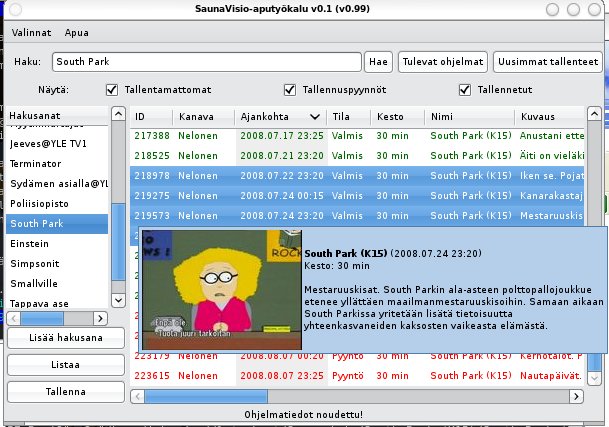 SaunaVisio-aputyökalu v0.1 (v0.99)
Valinnat Apua
Haku: South Park Hae Tulevat ohjelmat Uusimmat tallenteet
Näytä: Tallentamattomat Tallennuspyynnöt Tallennetut
Hakusanat
Jeeves@YLE TV1
Terminator
Sydämen asialla@YL
Poliisiopisto
South Park
Einstein
Simpsonit
Smallville
Tappava ase
Lisää hakusana
Listaa
Tallenna
ID Kanava Ajankohta Tila Kesto Nimi Kuvaus
217388 Nelonen 2008.07.17 23:25 Valmis 30 min South Park (K15) Anustani ette
218525 Nelonen 2008.07.21 23:20 Valmis 30 min South Park (K15) Äiti on vieläki
218978 Nelonen 2008.07.22 23:20 Valmis 30 min South Park (K15) Iken se. Pojat
219275 Nelonen 2008.07.24 00:15 Valmis 30 min South Park (K15) Kanarakastaj
219573 Nelonen 2008.07.24 23:20 Valmis 30 min South Park (K15) Mestaruuskis
South Park (K15) (2008.07.24 23:20)
Kesto: 30 min
Mestaruuskisat. South Parkin ala-asteen polttopallojoukkue
etenee yllättäen maailmanmestaruuskisoihin. Samaan aikaan
South Parkissa yritetään lisätä tietoisuutta
yhteenkasvaneiden kaksosten vaikeasta elämästä.
ROCK
-Tuota juuri tarkoitan
223179 Nelonen 2008.08.07 00:20 Pyyntö 30 min South Park (K15) Kerhotalot. P
223615 Nelonen 2008.08.07 23:25 Pyyntö 30 min South Park (K15) Nautapäivät.
Ohjelmatiedot noudettu!